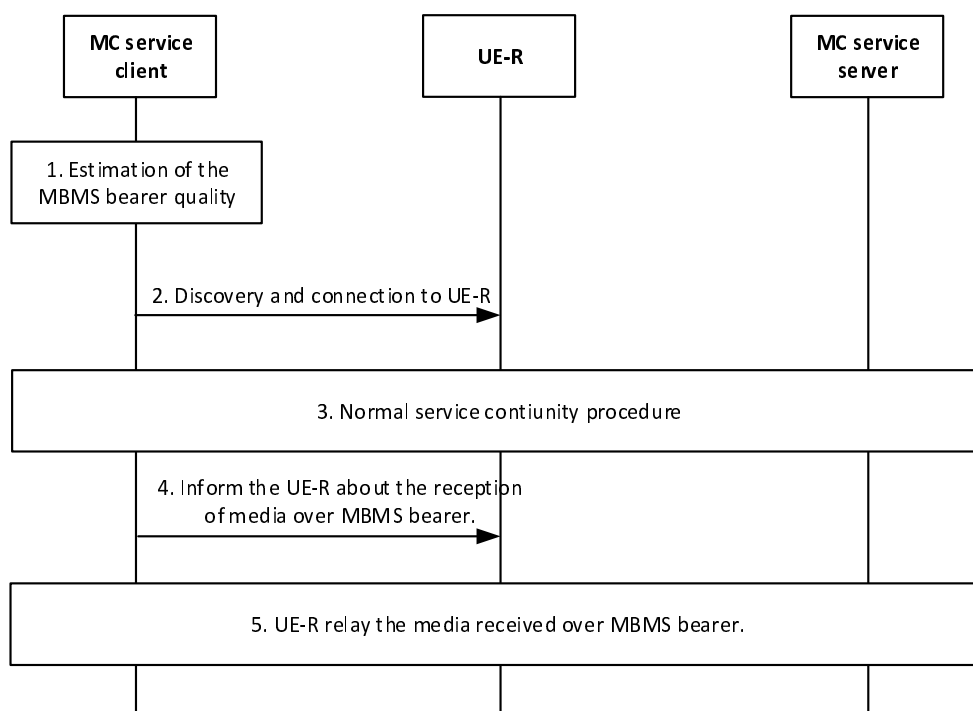 MC service
client
UE-R
MC service
server
1. Estimation of the
MBMS bearer quality
2. Discovery and connection to UE-R
3. Normal service contiunity procedure
4. Inform the UE-R about the reception
of media over MBMS bearer.
5. UE-R relay the media received over MBMS bearer.